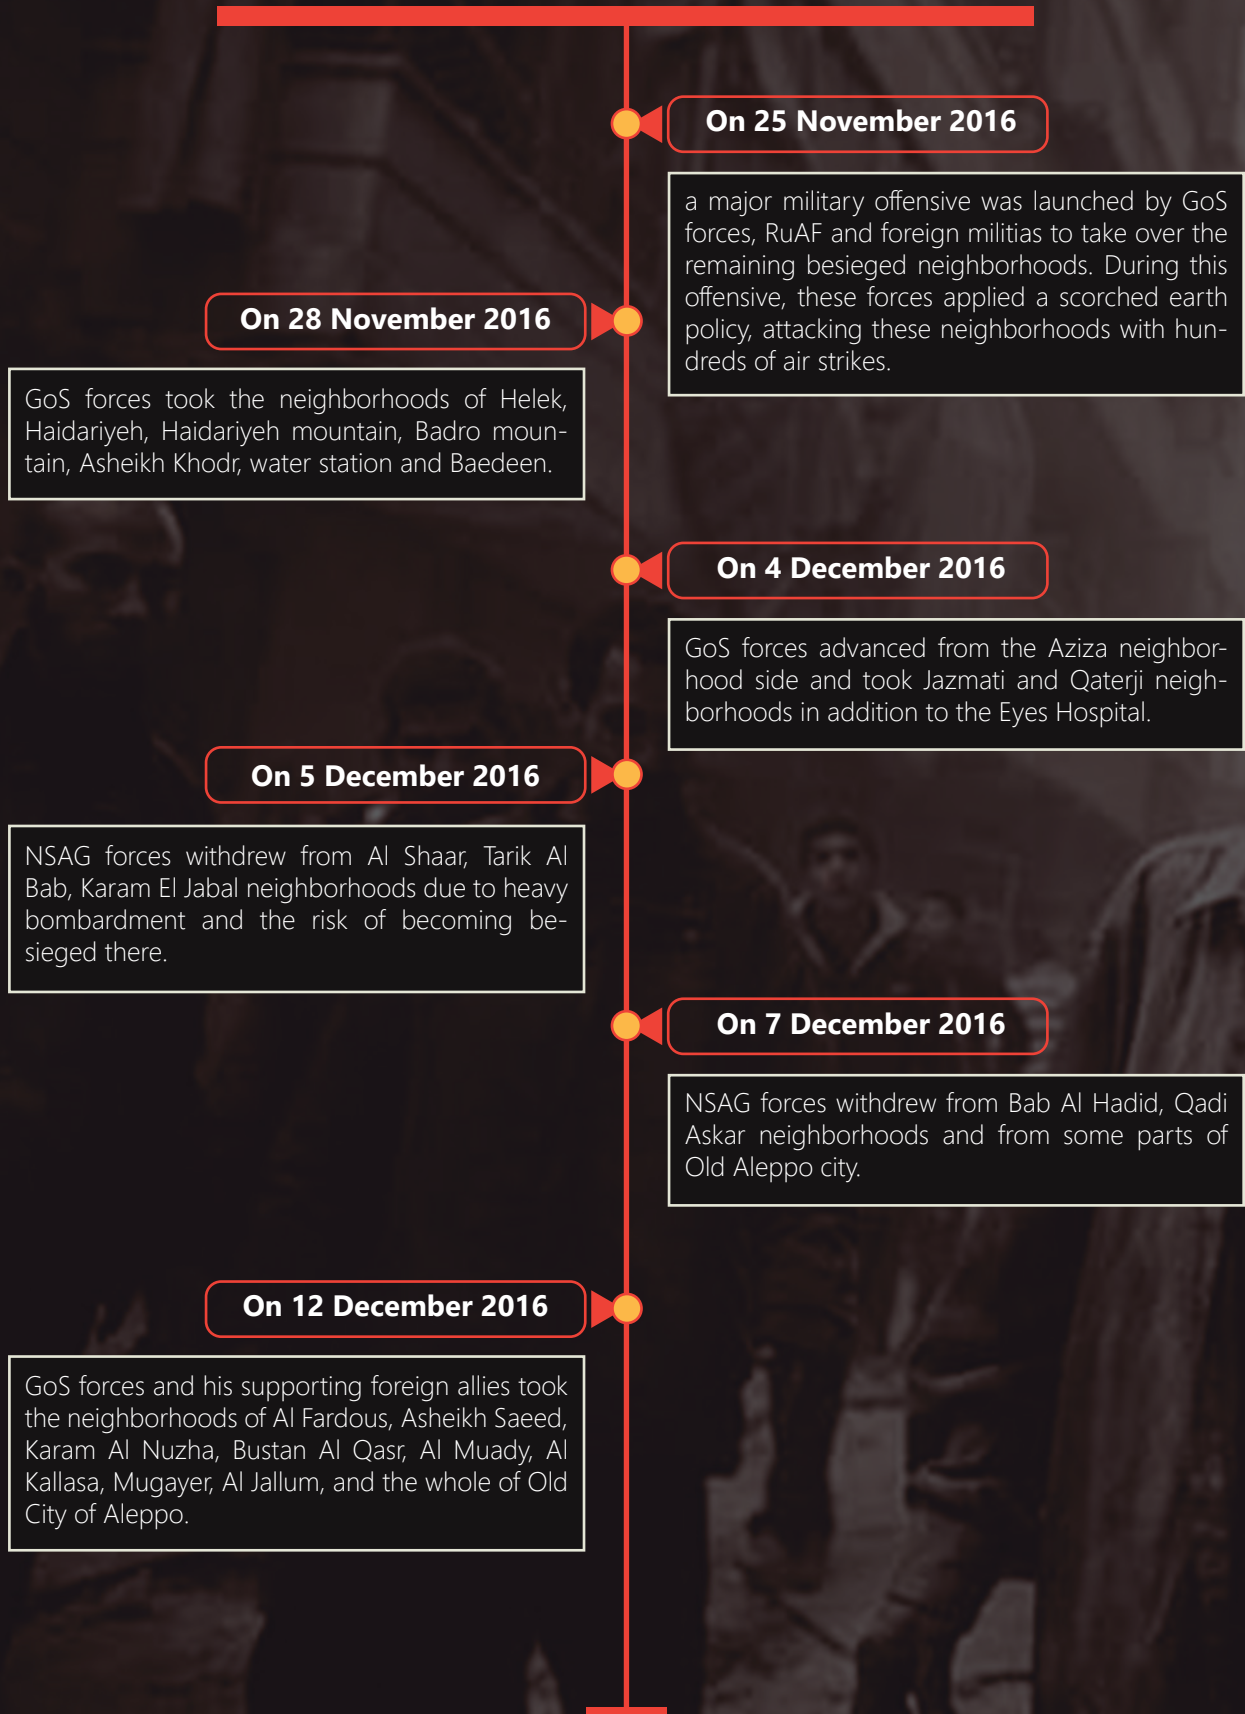 On 25 November 2016
a major military offensive was launched by GoS
forces, RuAF and foreign militias to take over the
remaining besieged neighborhoods. During this
offensive, these forces applied a scorched earth
policy, attacking these neighborhoods with hun-
dreds of air strikes.
On 28 November 2016
GoS forces took the neighborhoods of Helek,
Haidariyeh, Haidariyeh mountain, Badro moun-
tain, Asheikh Khodr, water station and Baedeen.
On 4 December 2016
GoS forces advanced from the Aziza neighbor-
hood side and took Jazmati and Qaterji neigh-
borhoods in addition to the Eyes Hospital.
On 5 December 2016
NSAG forces withdrew from Al Shaar, Tarik Al
Bab, Karam El Jabal neighborhoods due to heavy
bombardment and the risk of becoming be-
sieged there.
On 7 December 2016
NSAG forces withdrew from Bab Al Hadid, Qadi
Askar neighborhoods and from some parts of
Old Aleppo city.
On 12 December 2016
GoS forces and his supporting foreign allies took
the neighborhoods of Al Fardous, Asheikh Saeed,
Karam Al Nuzha, Bustan Al Qasr, Al Muady, Al
Kallasa, Mugayer, Al Jallum, and the whole of Old
City of Aleppo.